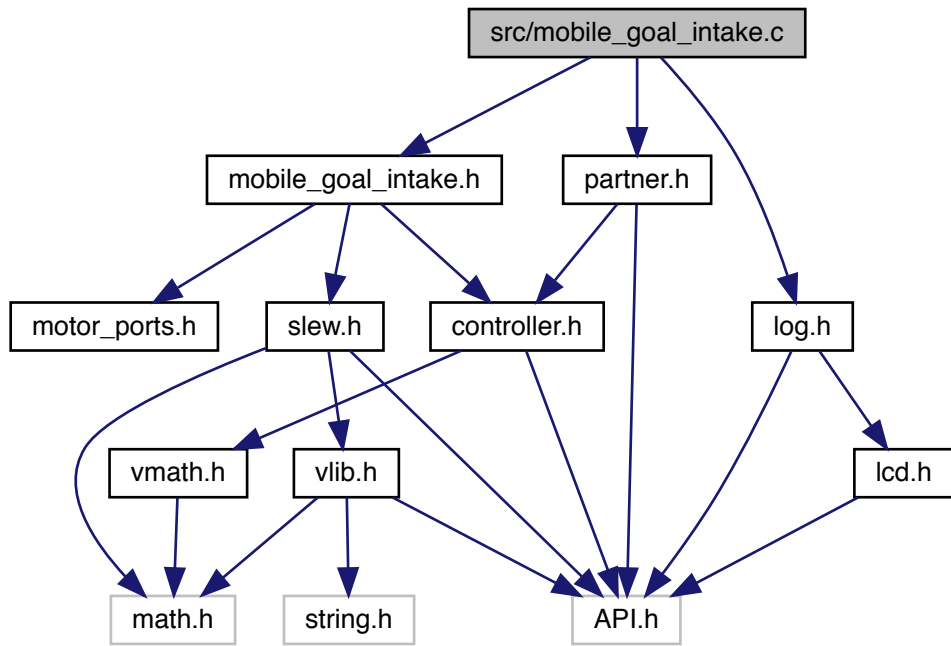 src/mobile_goal_intake.c
mobile_goal_intake.h
partner.h
motor_ports.h
slew.h
controller.h
log.h
vmath.h
vlib.h
lcd.h
math.h
string.h
API.h